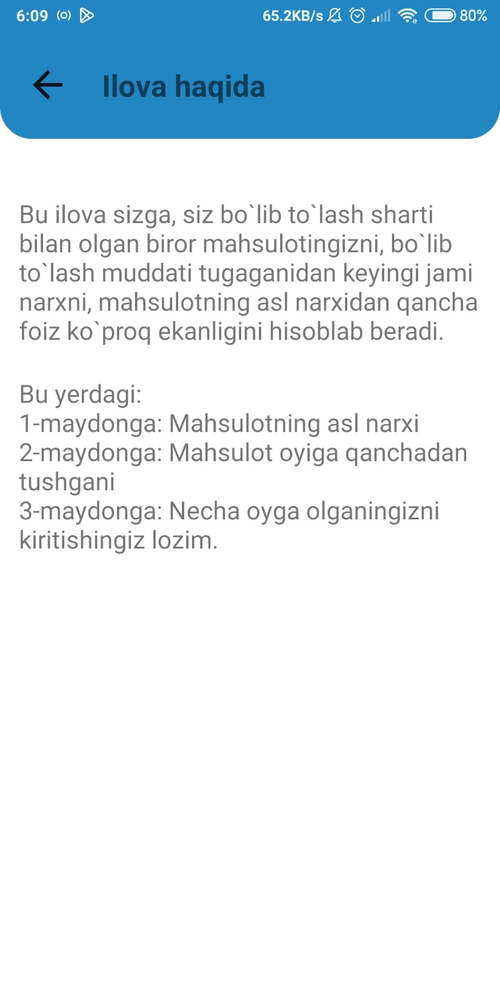 6:09 65.2KB/s 80%
Ilova haqida
Bu ilova sizga, siz bo`lib to`lash sharti
bilan olgan biror mahsulotingizni, bo`lib
to`lash muddati tugaganidan keyingi jami
narxni, mahsulotning asl narxidan qancha
foiz ko`proq ekanligini hisoblab beradi.
Bu yerdagi:
1-maydonga: Mahsulotning asl narxi
2-maydonga: Mahsulot oyiga qanchadan
tushgani
3-maydonga: Necha oyga olganingizni
kiritishingiz lozim.